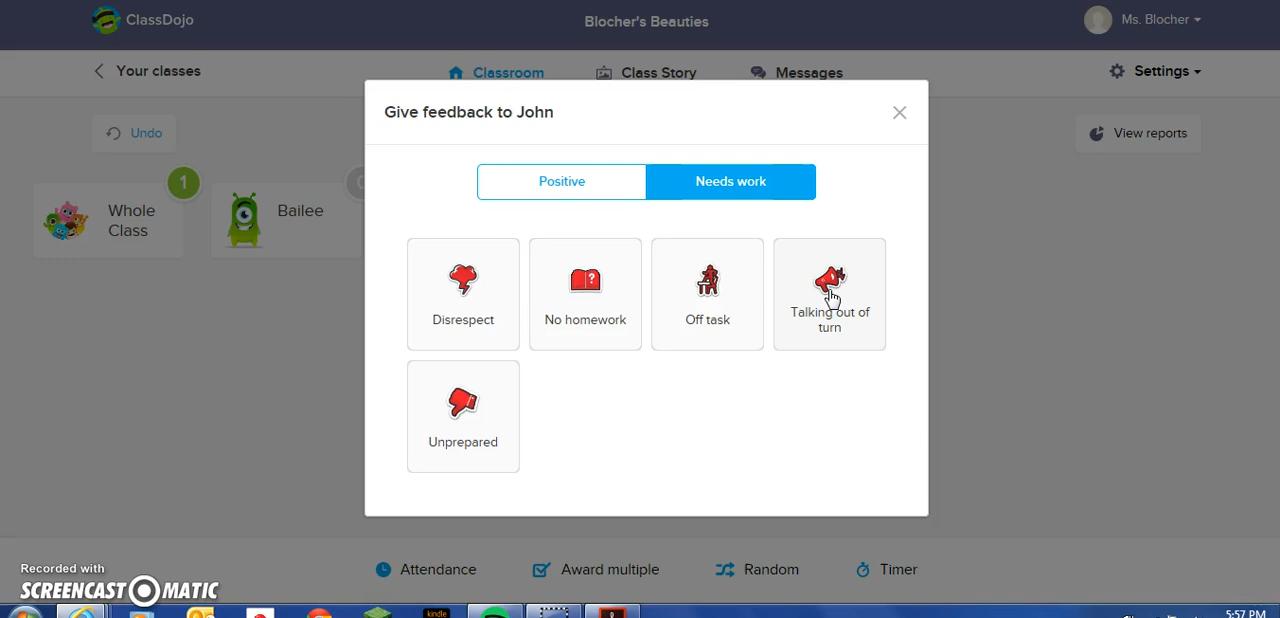 ClassDojo
Blocher's Beauties
Ms. Blocher
Your classes
Classroom
Class Story
Messages
Settings
Give feedback to John
Undo
View reports
Positive
Needs work
1
Whole
Class
Bailee
Disrespect
No homework
Off task
Talking out of
turn
Unprepared
Attendance
Award multiple
Random
Timer
Recorded with
SCREENCAST MATIC
kindle
5:57 PM